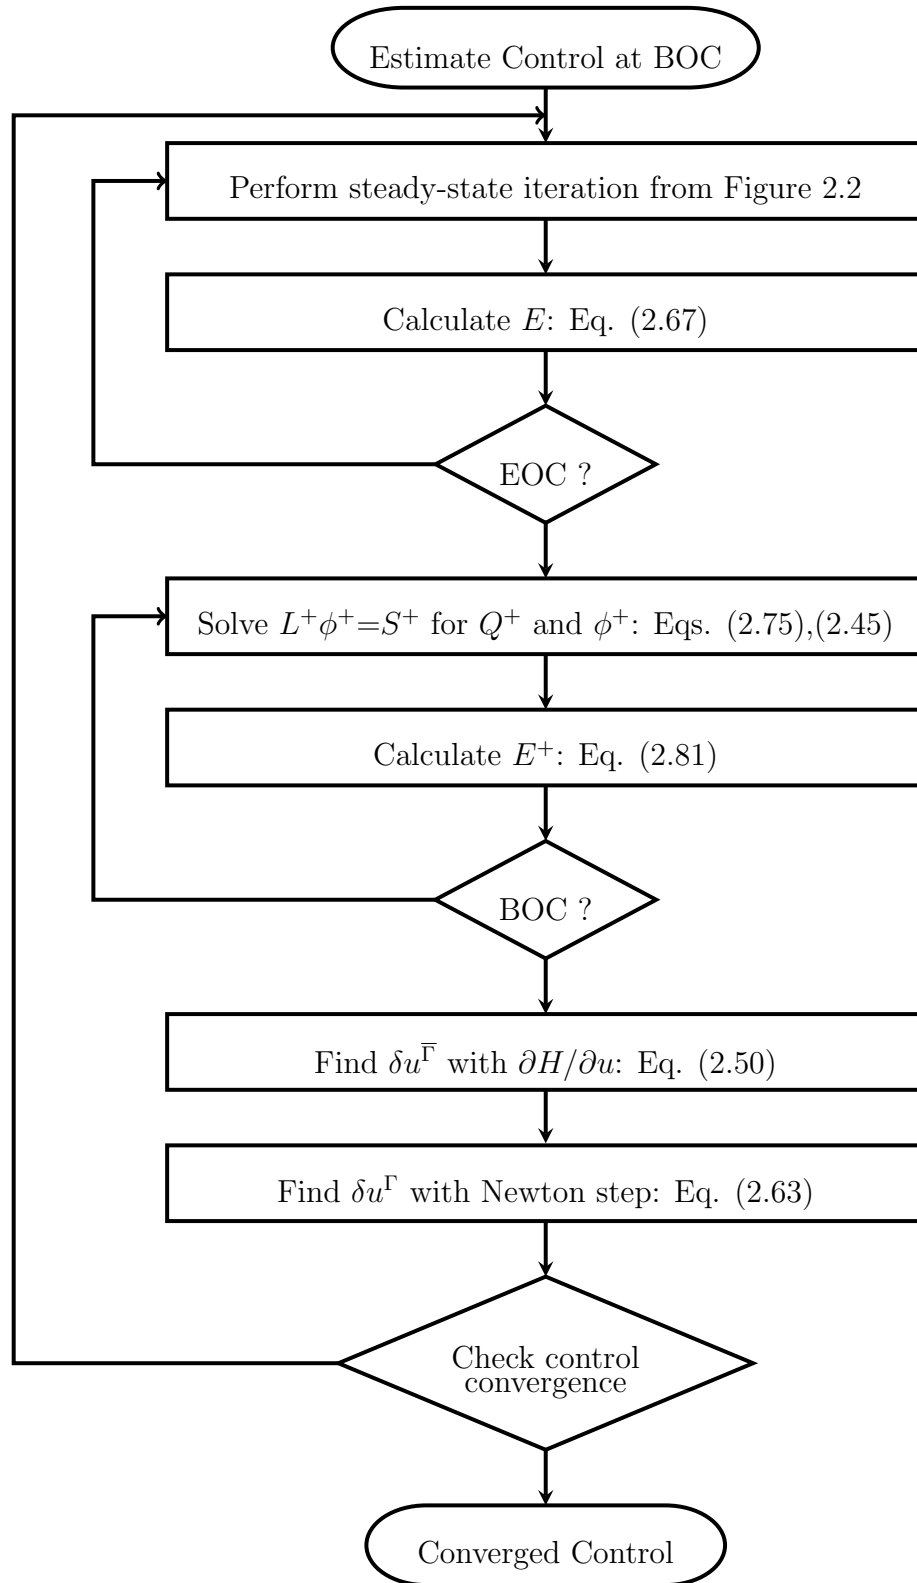 Estimate Control at BOC
Perform steady-state iteration from Figure 2.2
Calculate E: Eq. (2.67)
EOC ?
Solve L⁺ϕ⁺=S⁺ for Q⁺ and ϕ⁺: Eqs. (2.75),(2.45)
Calculate E⁺: Eq. (2.81)
BOC ?
Find δu^Γ̅ with ∂H/∂u: Eq. (2.50)
Find δu^Γ with Newton step: Eq. (2.63)
Check control
convergence
Converged Control